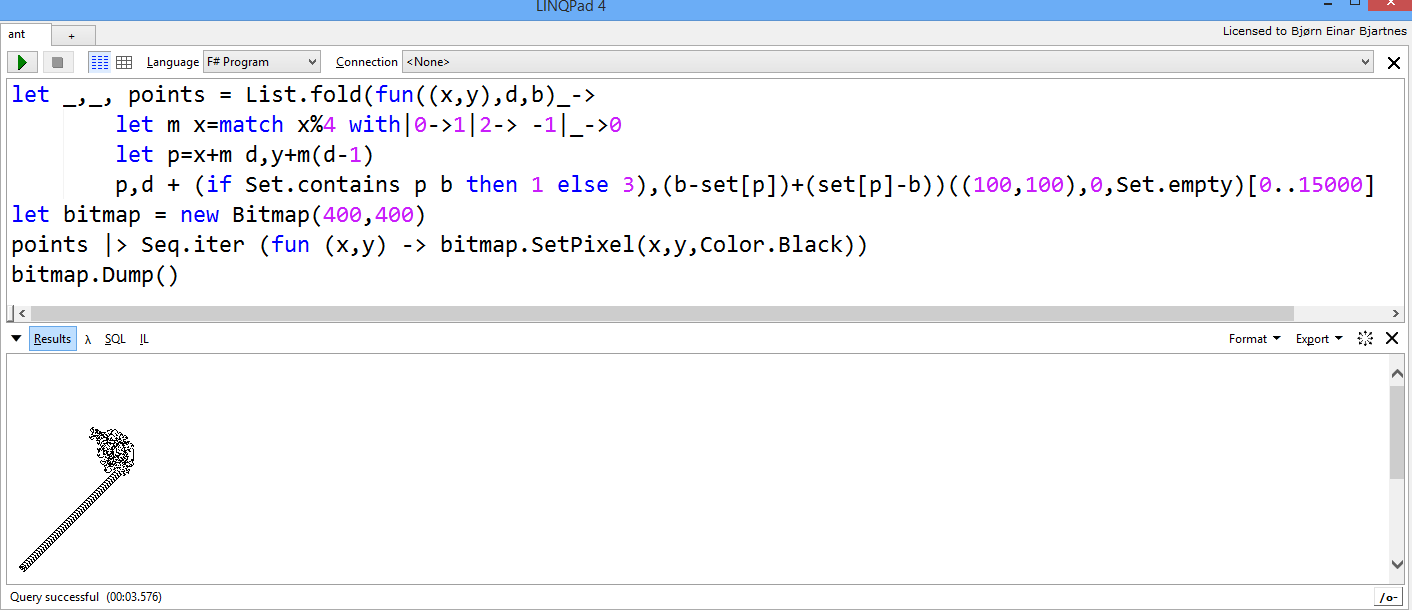 LINQPad 4
ant
+
Licensed to Bjørn Einar Bjartnes
Language F# Program Connection <None>
let _,_, points = List.fold(fun((x,y),d,b)_->
let m x=match x%4 with|0->1|2-> -1|_->0
let p=x+m d,y+m(d-1)
p,d + (if Set.contains p b then 1 else 3),(b-set[p])+(set[p]-b))((100,100),0,Set.empty)[0..15000]
let bitmap = new Bitmap(400,400)
points |> Seq.iter (fun (x,y) -> bitmap.SetPixel(x,y,Color.Black))
bitmap.Dump()
Results λ SQL IL Format Export
Query successful (00:03.576) /o-